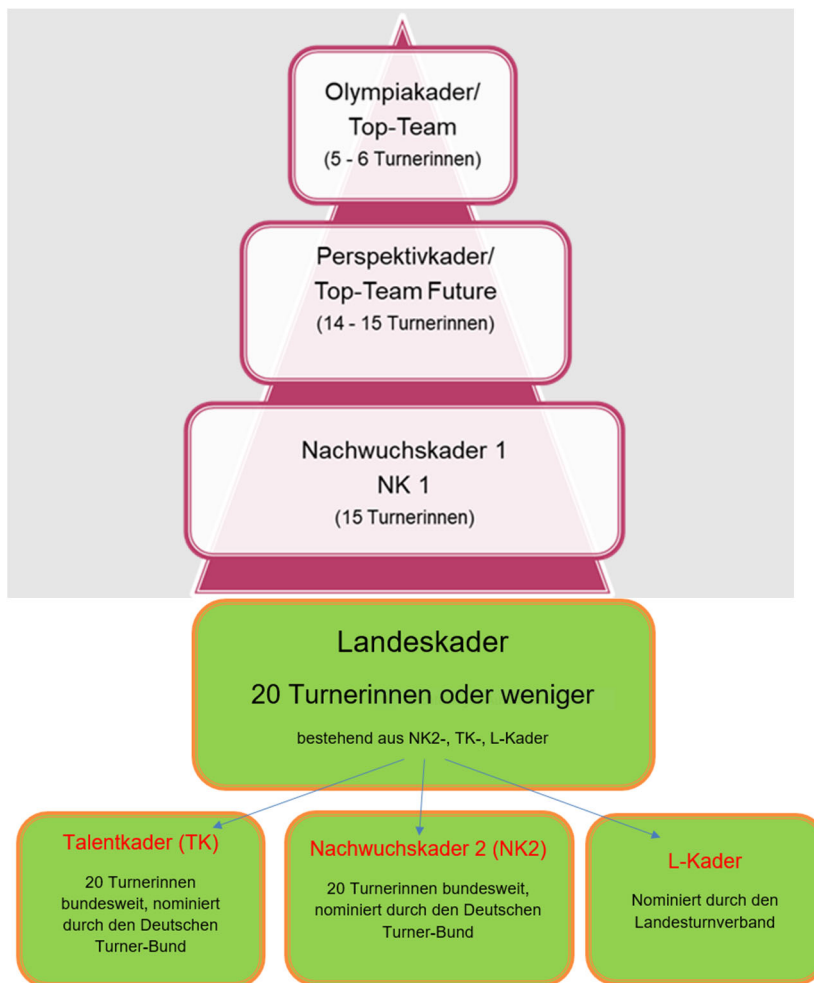 Olympiakader/
Top-Team
(5 - 6 Turnerinnen)
Perspektivkader/
Top-Team Future
(14 - 15 Turnerinnen)
Nachwuchskader 1
NK 1
(15 Turnerinnen)
Landeskader
20 Turnerinnen oder weniger
bestehend aus NK2-, TK-, L-Kader
Talentkader (TK)
20 Turnerinnen
bundesweit, nominiert
durch den Deutschen
Turner-Bund
Nachwuchskader 2 (NK2)
20 Turnerinnen bundesweit,
nominiert durch den Deutschen
Turner-Bund
L-Kader
Nominiert durch den
Landesturnverband